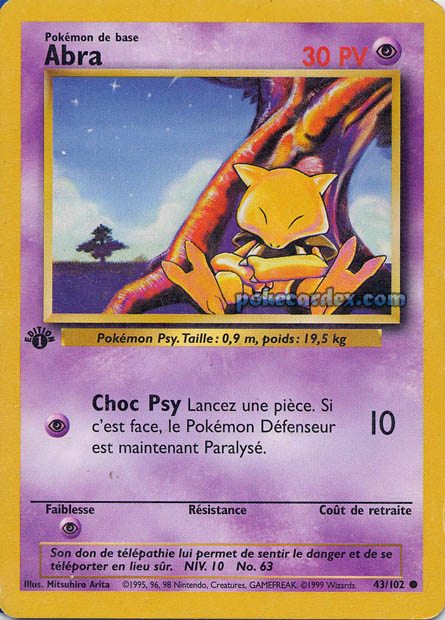 Pokémon de base
Abra 30 PV
pokecardex.com
EDITION 1
Pokémon Psy. Taille : 0,9 m, poids : 19,5 kg
Choc Psy Lancez une pièce. Si
c'est face, le Pokémon Défenseur
est maintenant Paralysé.
10
Faiblesse Résistance Coût de retraite
Son don de télépathie lui permet de sentir le danger et de se
téléporter en lieu sûr. NIV. 10 No. 63
Illus. Mitsuhiro Arita ©1995, 96, 98 Nintendo, Creatures, GAMEFREAK. ©1999 Wizards. 43/102